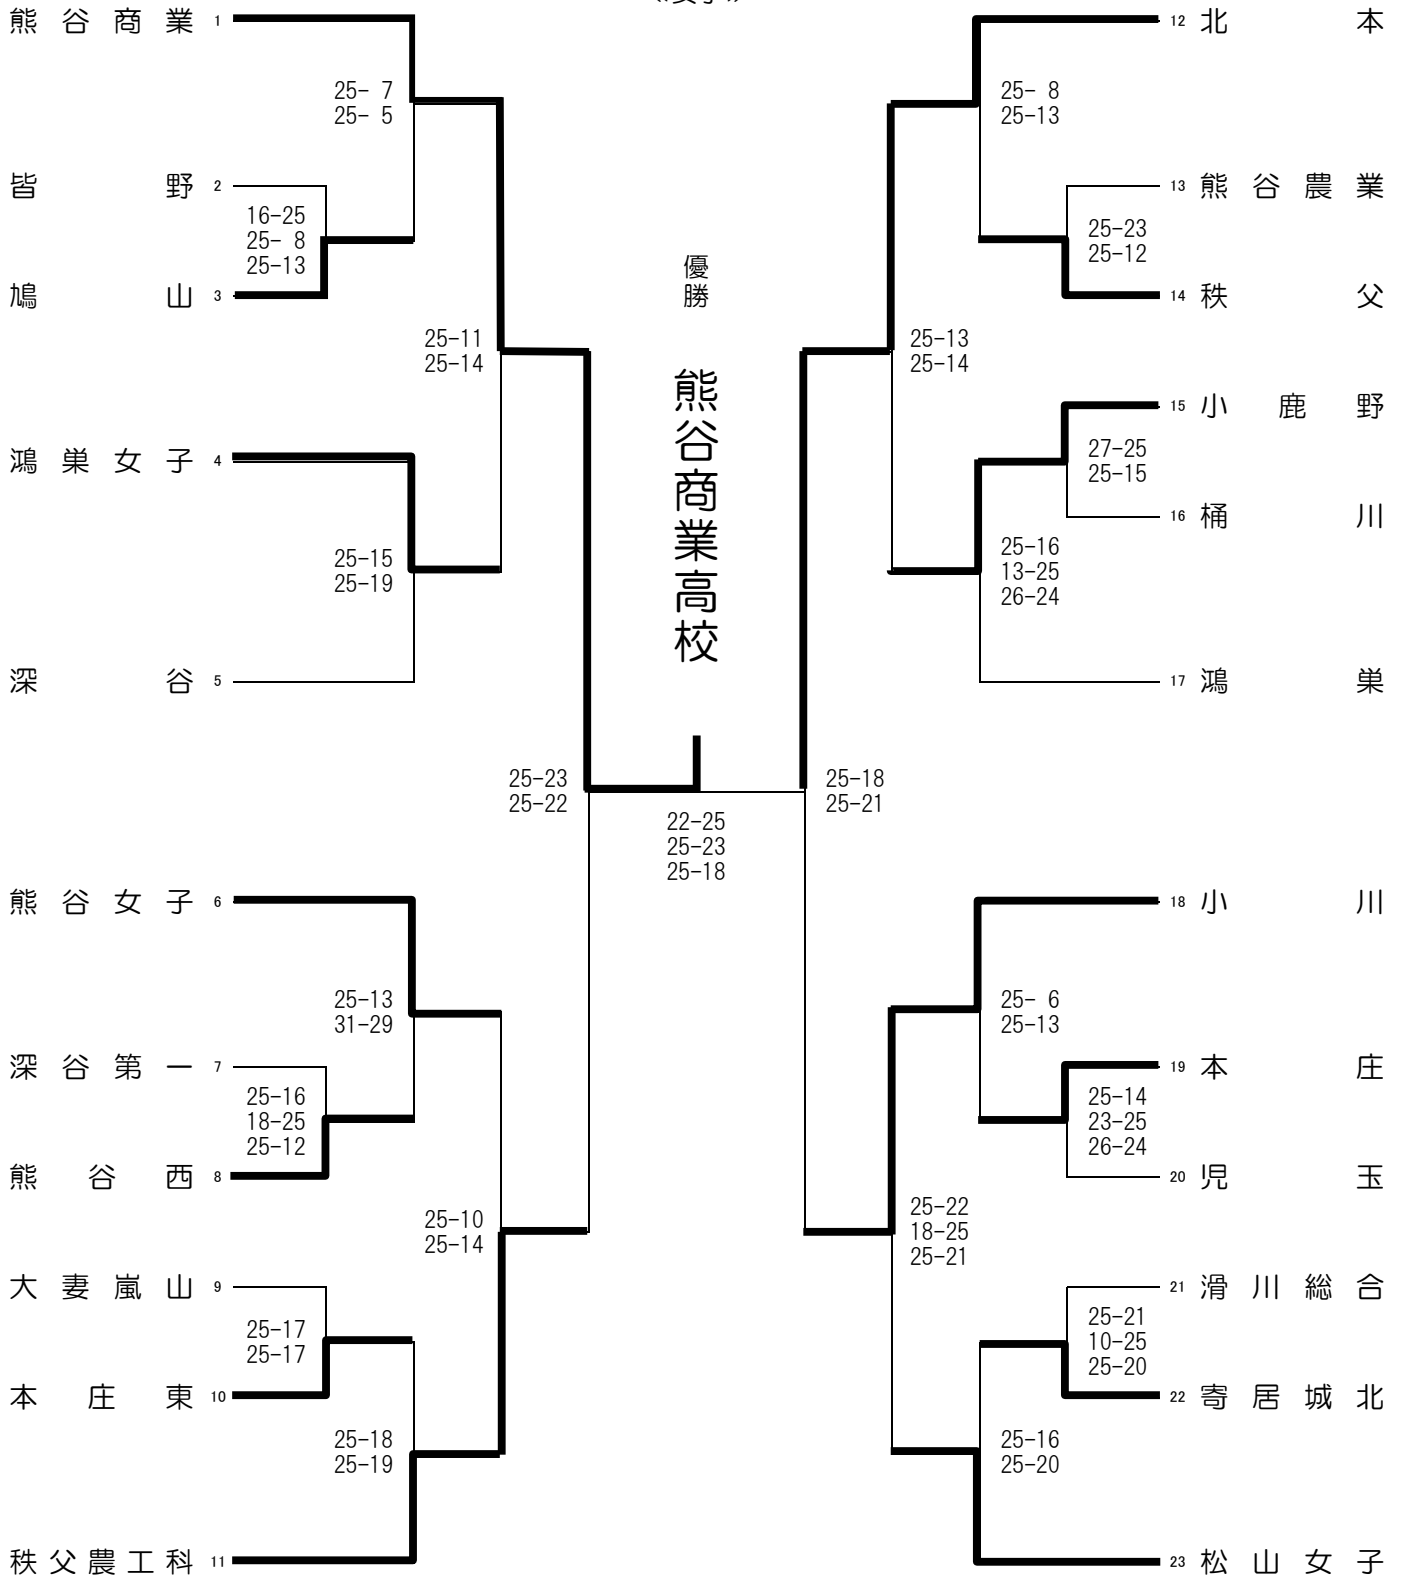 熊谷商業 1
25- 7
25- 5
皆野 2
16-25
25- 8
25-13
鳩山 3
25-11
25-14
鴻巣女子 4
25-15
25-19
深谷 5
25-23
25-22
熊谷女子 6
25-13
31-29
深谷第一 7
25-16
18-25
25-12
熊谷西 8
25-10
25-14
大妻嵐山 9
25-17
25-17
本庄東 10
25-18
25-19
秩父農工科 11
優勝
熊谷商業高校
22-25
25-23
25-18
12 北本
25- 8
25-13
13 熊谷農業
25-23
25-12
14 秩父
25-13
25-14
15 小鹿野
27-25
25-15
16 桶川
25-16
13-25
26-24
17 鴻巣
25-18
25-21
18 小川
25- 6
25-13
19 本庄
25-14
23-25
26-24
20 児玉
25-22
18-25
25-21
21 滑川総合
25-21
10-25
25-20
22 寄居城北
25-16
25-20
23 松山女子